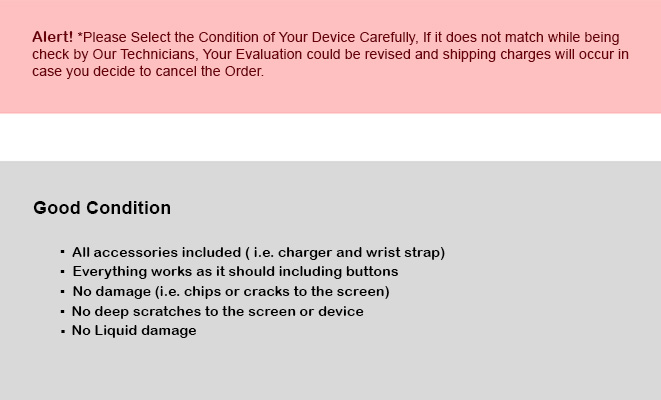 Alert! *Please Select the Condition of Your Device Carefully, If it does not match while being
check by Our Technicians, Your Evaluation could be revised and shipping charges will occur in
case you decide to cancel the Order.
Good Condition
▪ All accessories included ( i.e. charger and wrist strap)
▪ Everything works as it should including buttons
▪ No damage (i.e. chips or cracks to the screen)
▪ No deep scratches to the screen or device
▪ No Liquid damage